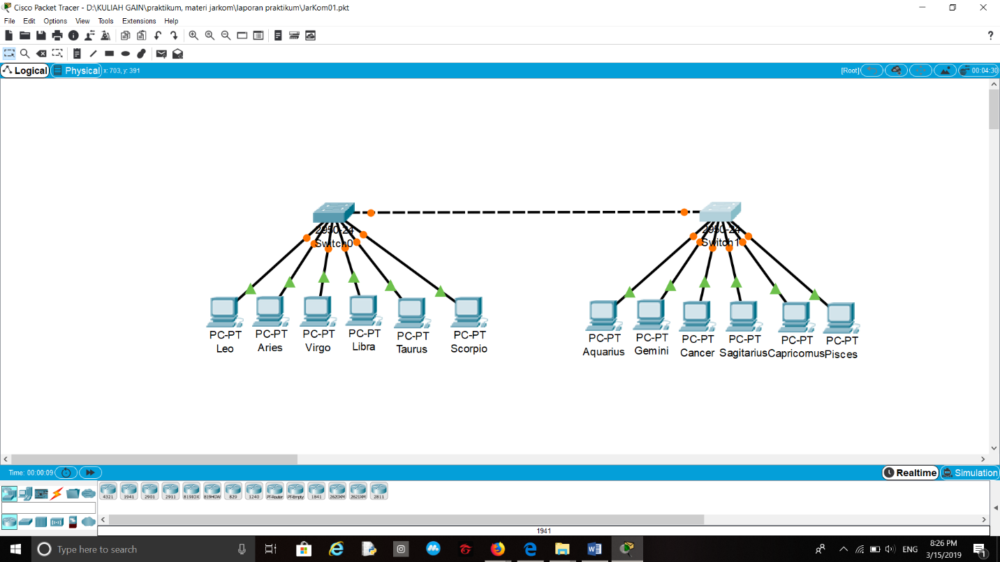 Cisco Packet Tracer - D:\KULIAH GAIN\praktikum, materi jarkom\laporan praktikum\JarKom01.pkt
File Edit Options View Tools Extensions Help
?
Logical Physical x: 703, y: 391 [Root] 00:04:30
2950-24
Switch0
2950-24
Switch1
PC-PT
Leo
PC-PT
Aries
PC-PT
Virgo
PC-PT
Libra
PC-PT
Taurus
PC-PT
Scorpio
PC-PT
Aquarius
PC-PT
Gemini
PC-PT
Cancer
PC-PT
Sagitarius
PC-PT
Capricornus
PC-PT
Pisces
Time: 00:00:09 Realtime Simulation
4321 1941 2901 2911 819IOX 819HGW 829 1240 PT-Router PT-Empty 1841 2620XM 2621XM 2811
1941
Type here to search
ENG
8:26 PM
3/15/2019
1